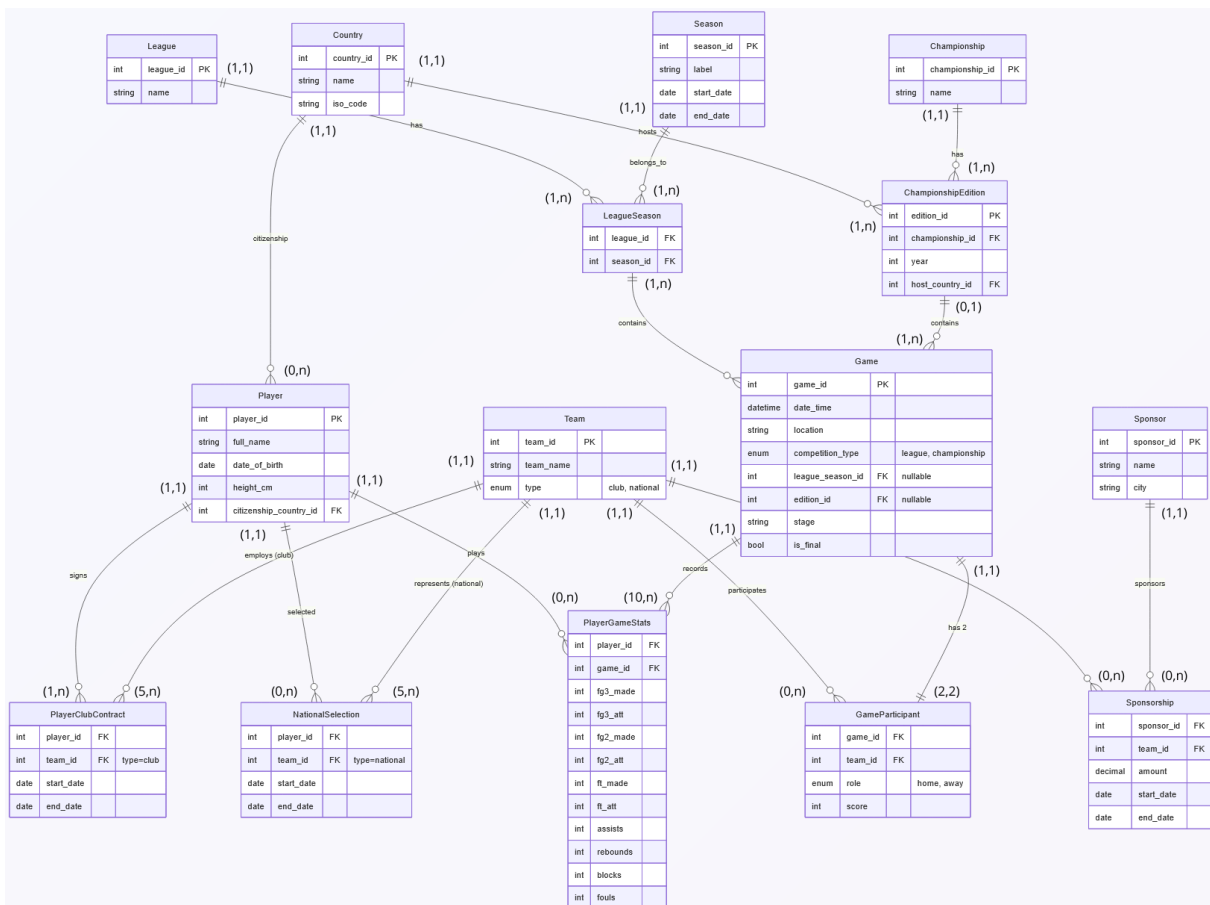 League
int league_id PK
string name
(1,1)
Country
int country_id PK
string name
string iso_code
(1,1)
(1,1)
Season
int season_id PK
string label
date start_date
date end_date
(1,1)
Championship
int championship_id PK
string name
(1,1)
has
hosts
belongs_to
has
(1,n)
(1,n)
(1,n)
(1,n)
LeagueSeason
int league_id FK
int season_id FK
(1,n)
ChampionshipEdition
int edition_id PK
int championship_id FK
int year
int host_country_id FK
(0,1)
citizenship
contains
contains
(1,n)
(0,n)
Player
int player_id PK
string full_name
date date_of_birth
int height_cm
int citizenship_country_id FK
(1,1)
(1,1)
(1,1)
Team
int team_id PK
string team_name
enum type club, national
(1,1)
(1,1)
(1,1)
(1,1)
Game
int game_id PK
datetime date_time
string location
enum competition_type league, championship
int league_season_id FK nullable
int edition_id FK nullable
string stage
bool is_final
(1,1)
(1,1)
Sponsor
int sponsor_id PK
string name
string city
(1,1)
signs
employs (club)
selected
represents (national)
plays
records
participates
has 2
sponsors
(1,n)
(5,n)
(0,n)
(5,n)
(0,n)
(10,n)
(0,n)
(2,2)
(0,n)
(0,n)
PlayerClubContract
int player_id FK
int team_id FK type=club
date start_date
date end_date
NationalSelection
int player_id FK
int team_id FK type=national
date start_date
date end_date
PlayerGameStats
int player_id FK
int game_id FK
int fg3_made
int fg3_att
int fg2_made
int fg2_att
int ft_made
int ft_att
int assists
int rebounds
int blocks
int fouls
GameParticipant
int game_id FK
int team_id FK
enum role home, away
int score
Sponsorship
int sponsor_id FK
int team_id FK
decimal amount
date start_date
date end_date